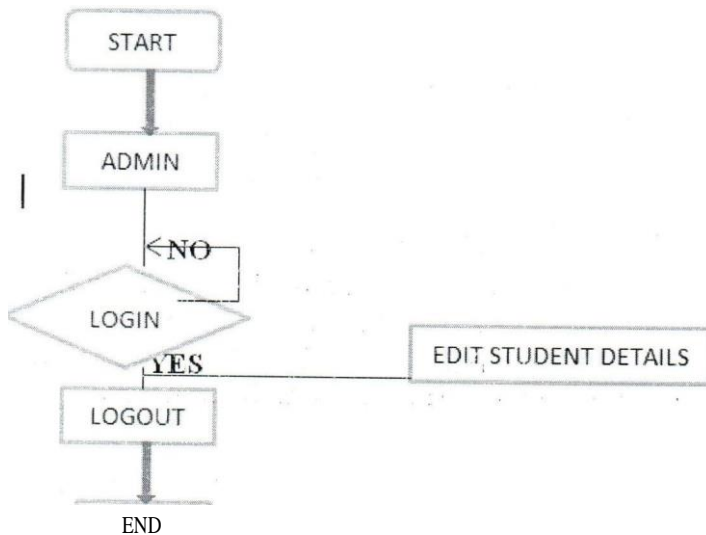 START
ADMIN
NO
LOGIN
YES
EDIT STUDENT DETAILS
LOGOUT
END